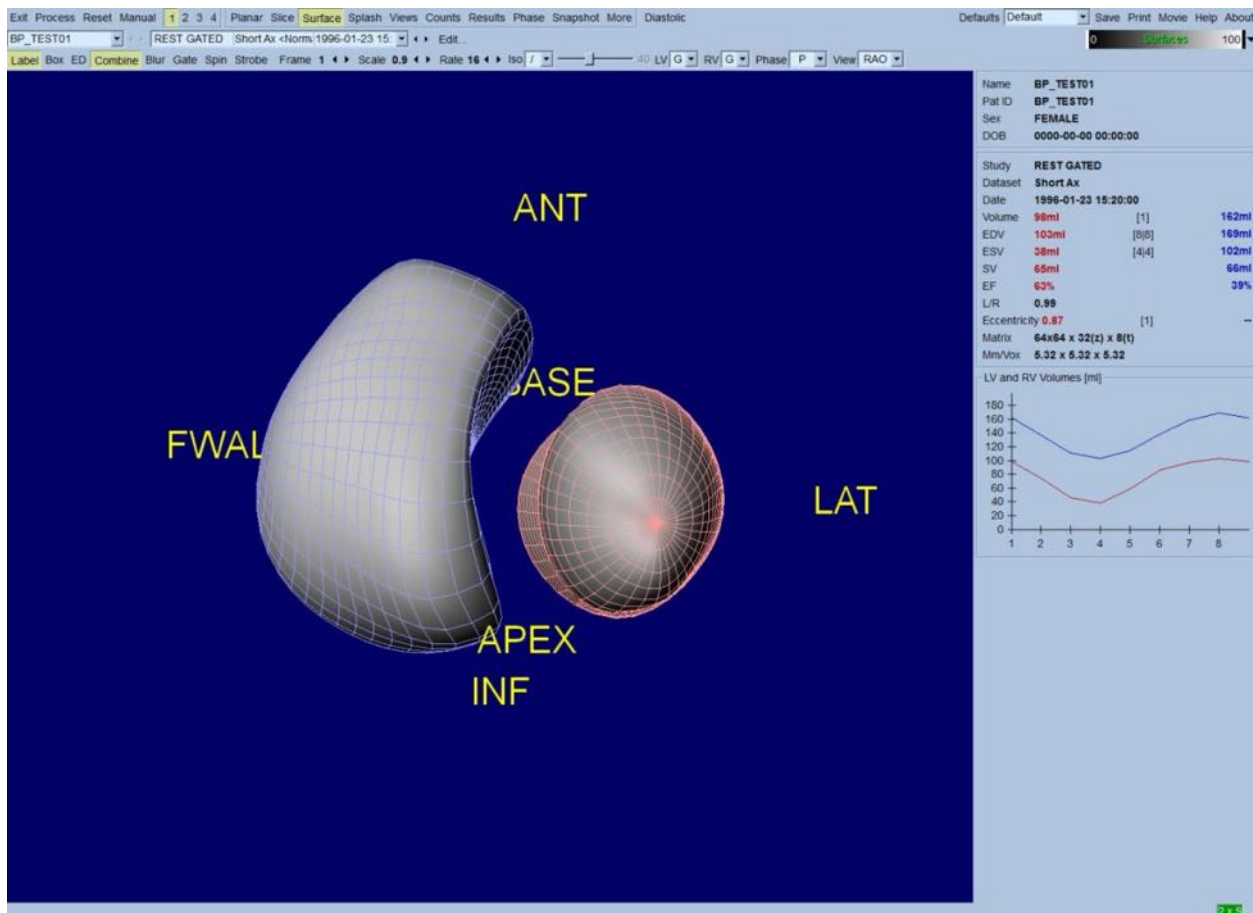 Exit Process Reset Manual 1 2 3 4 Planar Slice Surface Splash Views Counts Results Phase Snapshot More Diastolic Defaults Default Save Print Movie Help About
BP_TEST01 REST GATED Short Ax <Norm 1996-01-23 15: Edit... 0 Surfaces 100
Label Box ED Combine Blur Gate Spin Strobe Frame 1 Scale 0.9 Rate 16 Iso / 40 LV G RV G Phase P View RAO
ANT
BASE
FWAL
LAT
APEX
INF
Name BP_TEST01
Pat ID BP_TEST01
Sex FEMALE
DOB 0000-00-00 00:00:00
Study REST GATED
Dataset Short Ax
Date 1996-01-23 15:20:00
Volume 98ml [1] 162ml
EDV 103ml [8|8] 169ml
ESV 38ml [4|4] 102ml
SV 65ml 66ml
EF 63% 39%
L/R 0.99
Eccentricity 0.87 [1] --
Matrix 64x64 x 32(z) x 8(t)
Mm/Vox 5.32 x 5.32 x 5.32
LV and RV Volumes [ml]
180
160
140
120
100
80
60
40
20
0
1 2 3 4 5 6 7 8